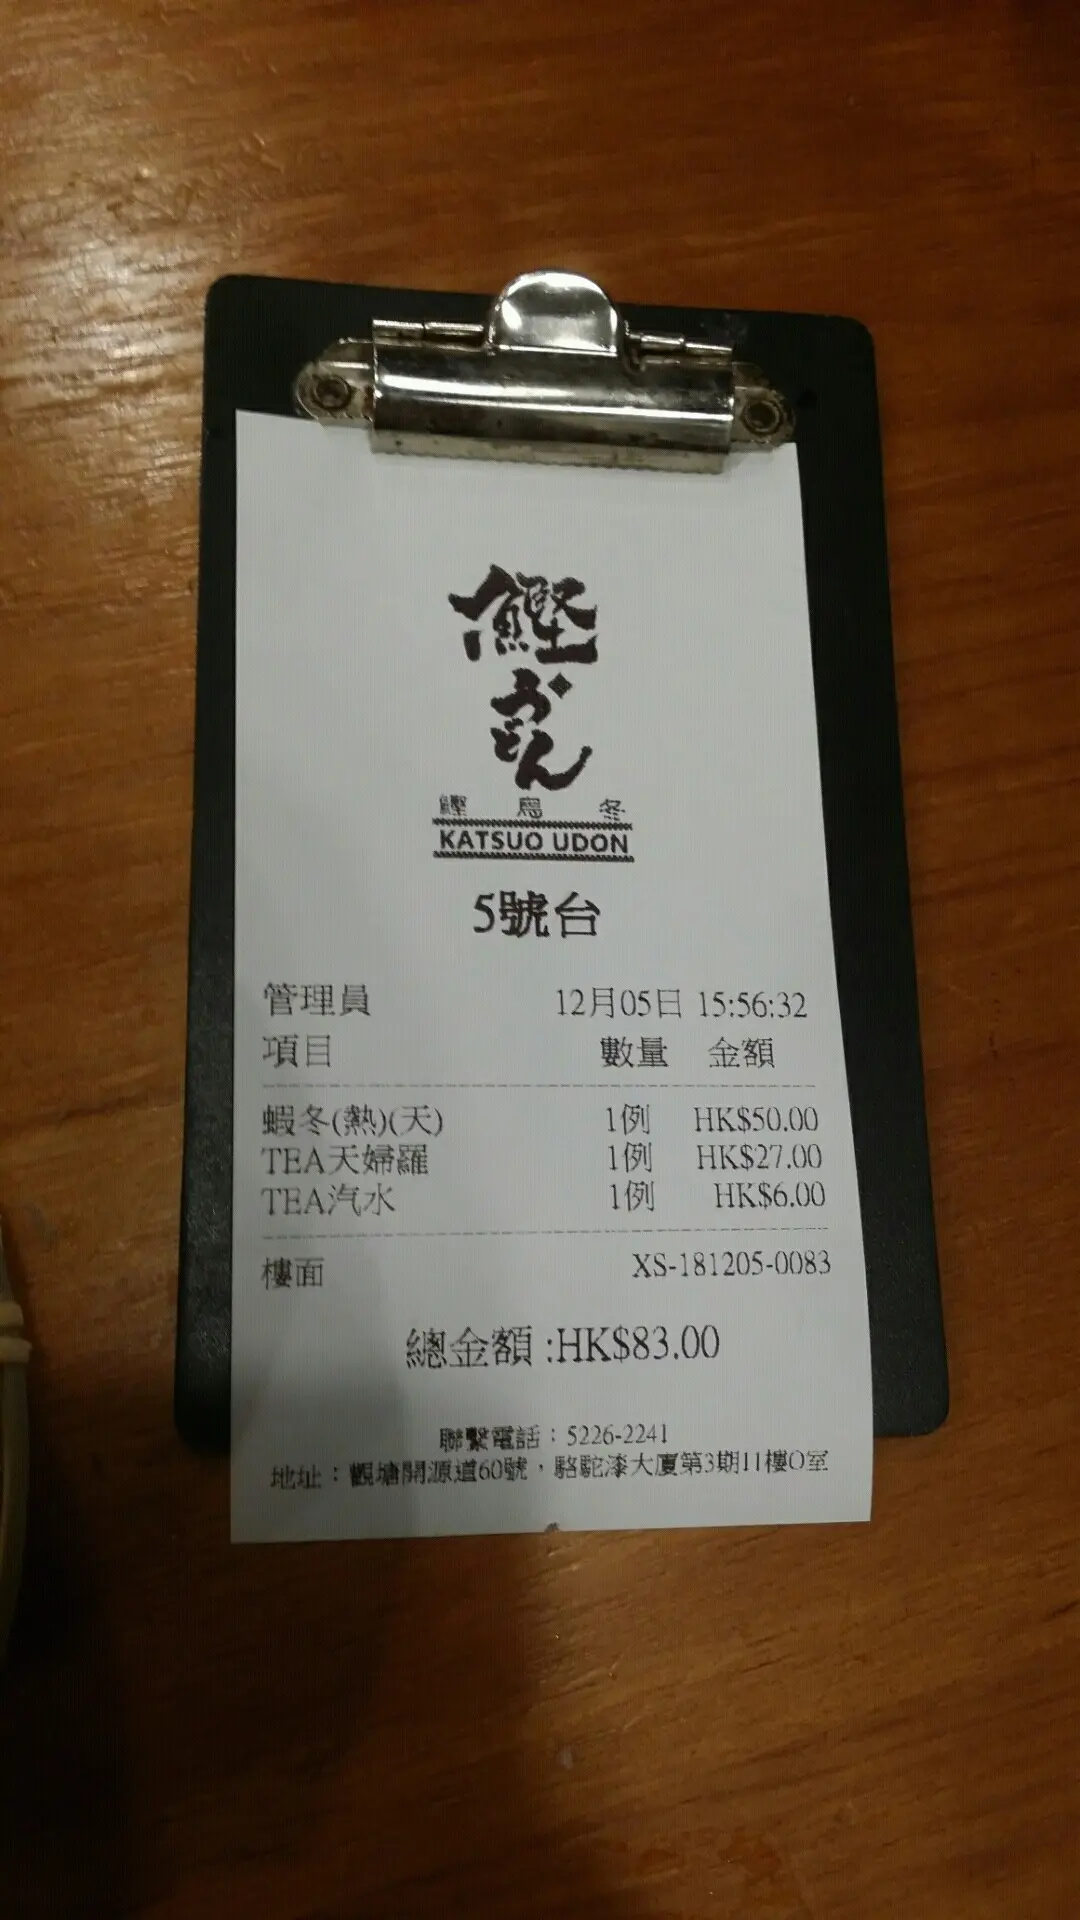 鰹
うどん
鰹 烏 冬
KATSUO UDON
5號台
管理員 12月05日 15:56:32
項目 數量 金額
蝦冬(熱)(天) 1例 HK$50.00
TEA天婦羅 1例 HK$27.00
TEA汽水 1例 HK$6.00
樓面 XS-181205-0083
總金額 :HK$83.00
聯繫電話：5226-2241
地址：觀塘開源道60號，駱駝漆大廈第3期11樓O室